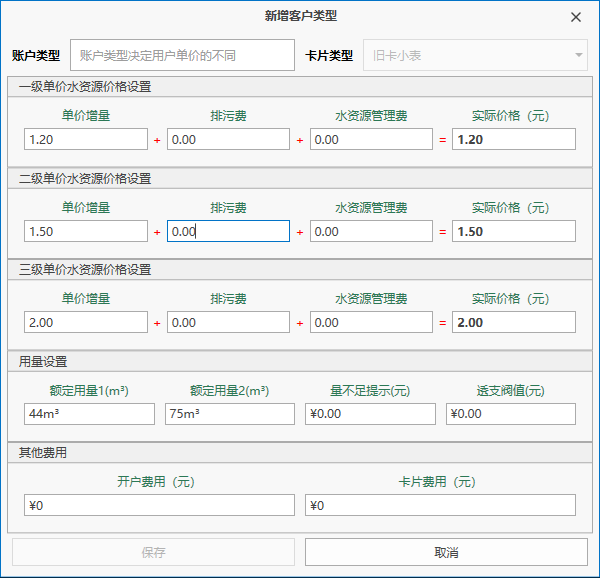 新增客户类型
账户类型 账户类型决定用户单价的不同 卡片类型 旧卡小表
一级单价水资源价格设置
单价增量 排污费 水资源管理费 实际价格（元）
1.20 + 0.00 + 0.00 = 1.20
二级单价水资源价格设置
单价增量 排污费 水资源管理费 实际价格（元）
1.50 + 0.00 + 0.00 = 1.50
三级单价水资源价格设置
单价增量 排污费 水资源管理费 实际价格（元）
2.00 + 0.00 + 0.00 = 2.00
用量设置
额定用量1(m³) 额定用量2(m³) 量不足提示(元) 透支阀值(元)
44m³ 75m³ ¥0.00 ¥0.00
其他费用
开户费用（元） 卡片费用（元）
¥0 ¥0
保存 取消